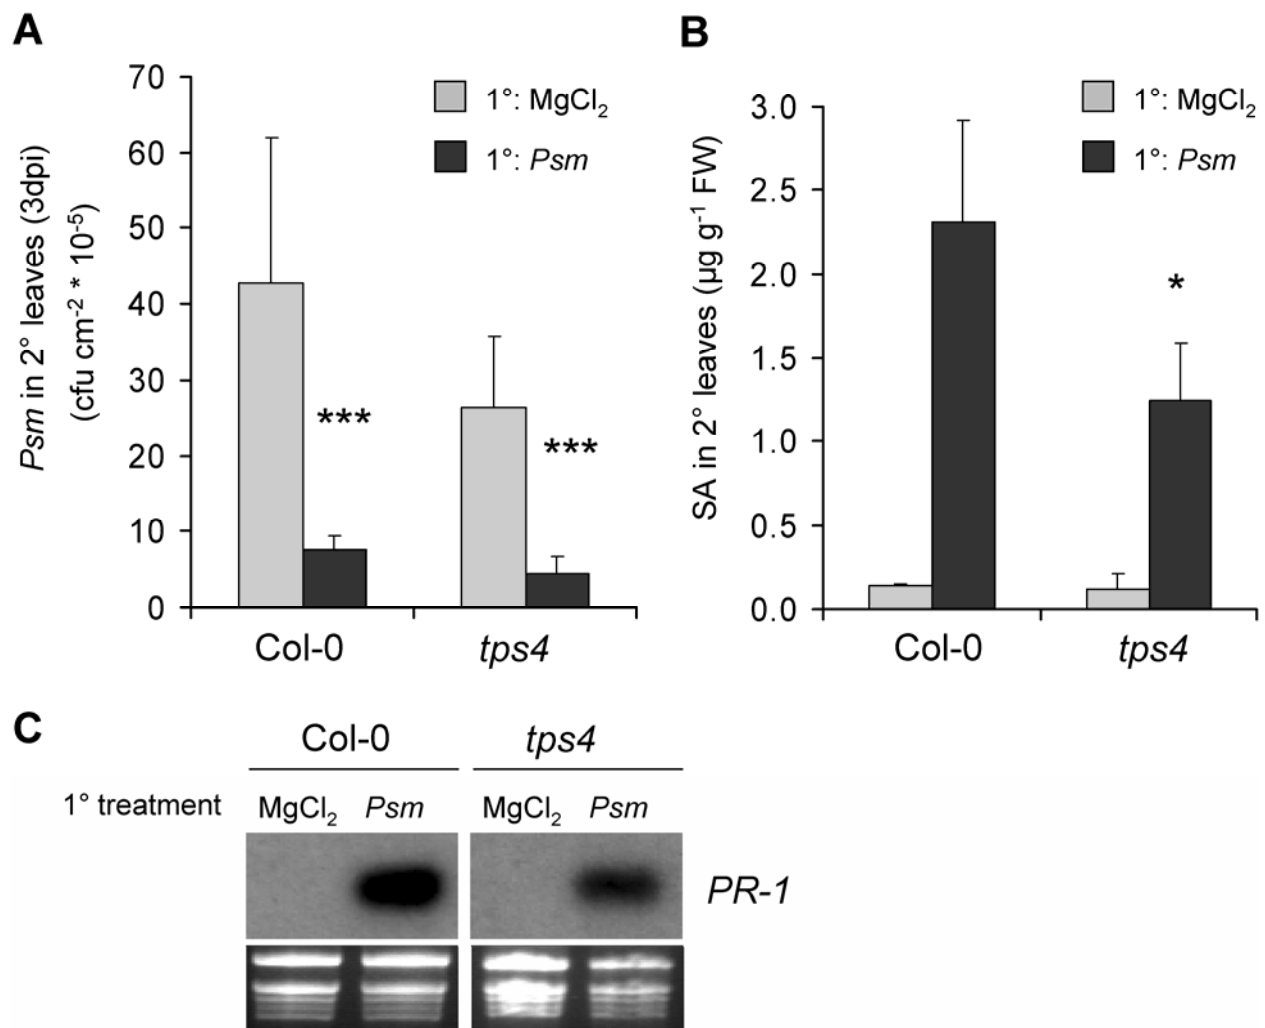 A
Psm in 2° leaves (3dpi)
(cfu cm⁻² * 10⁻⁵)
70
60
50
40
30
20
10
0
1°: MgCl₂
1°: Psm
***
***
Col-0
tps4
B
SA in 2° leaves (µg g⁻¹ FW)
3.0
2.5
2.0
1.5
1.0
0.5
0.0
1°: MgCl₂
1°: Psm
*
Col-0
tps4
C
Col-0 tps4
1° treatment MgCl₂ Psm MgCl₂ Psm
PR-1